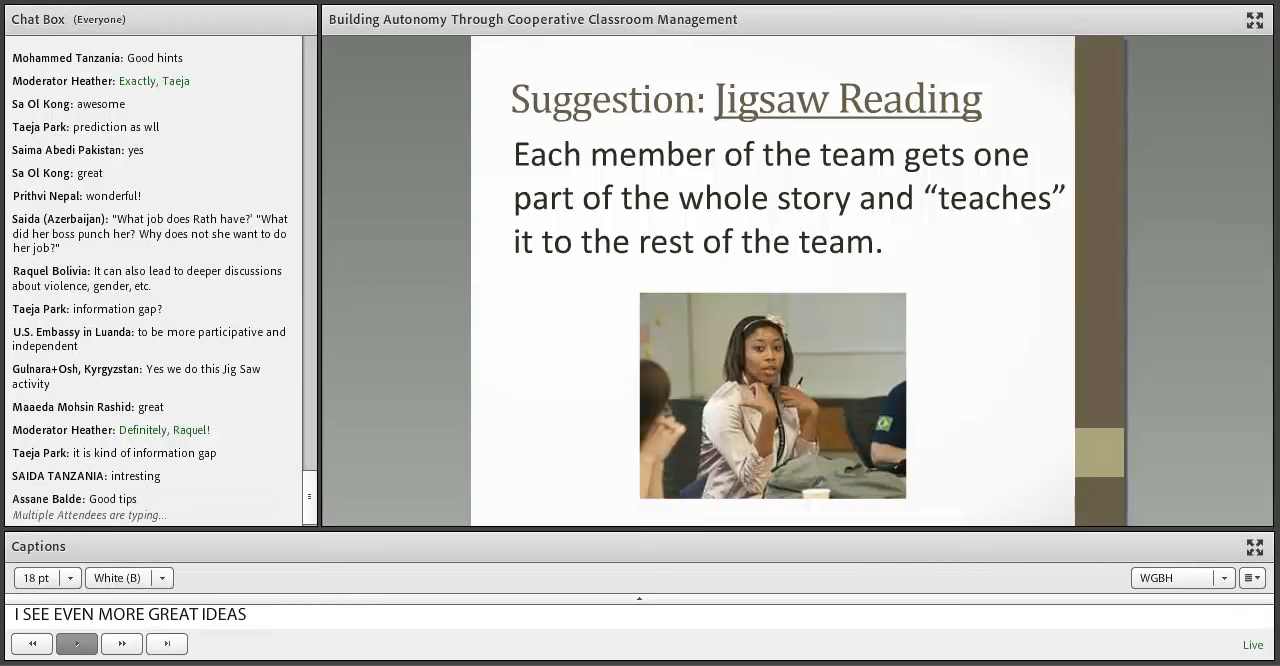 Chat Box (Everyone)
Mohammed Tanzania: Good hints
Moderator Heather: Exactly, Taeja
Sa Ol Kong: awesome
Taeja Park: prediction as wll
Saima Abedi Pakistan: yes
Sa Ol Kong: great
Prithvi Nepal: wonderful!
Saida (Azerbaijan): "What job does Rath have?' "What
did her boss punch her? Why does not she want to do
her job?"
Raquel Bolivia: It can also lead to deeper discussions
about violence, gender, etc.
Taeja Park: information gap?
U.S. Embassy in Luanda: to be more participative and
independent
Gulnara+Osh, Kyrgyzstan: Yes we do this Jig Saw
activity
Maaeda Mohsin Rashid: great
Moderator Heather: Definitely, Raquel!
Taeja Park: it is kind of information gap
SAIDA TANZANIA: intresting
Assane Balde: Good tips
Multiple Attendees are typing...
Building Autonomy Through Cooperative Classroom Management
Suggestion: Jigsaw Reading
Each member of the team gets one
part of the whole story and “teaches”
it to the rest of the team.
Captions
18 pt
White (B)
WGBH
I SEE EVEN MORE GREAT IDEAS
Live